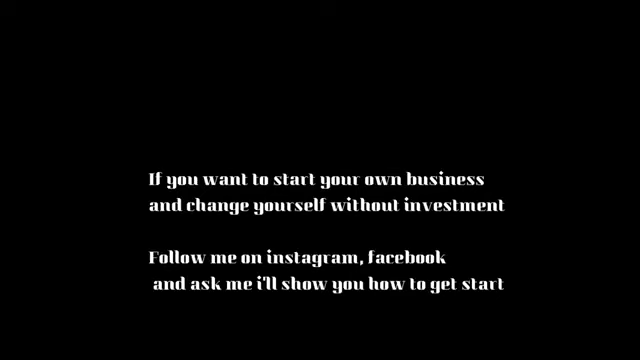 If you want to start your own business
and change yourself without investment
Follow me on instagram, facebook
and ask me i'll show you how to get start